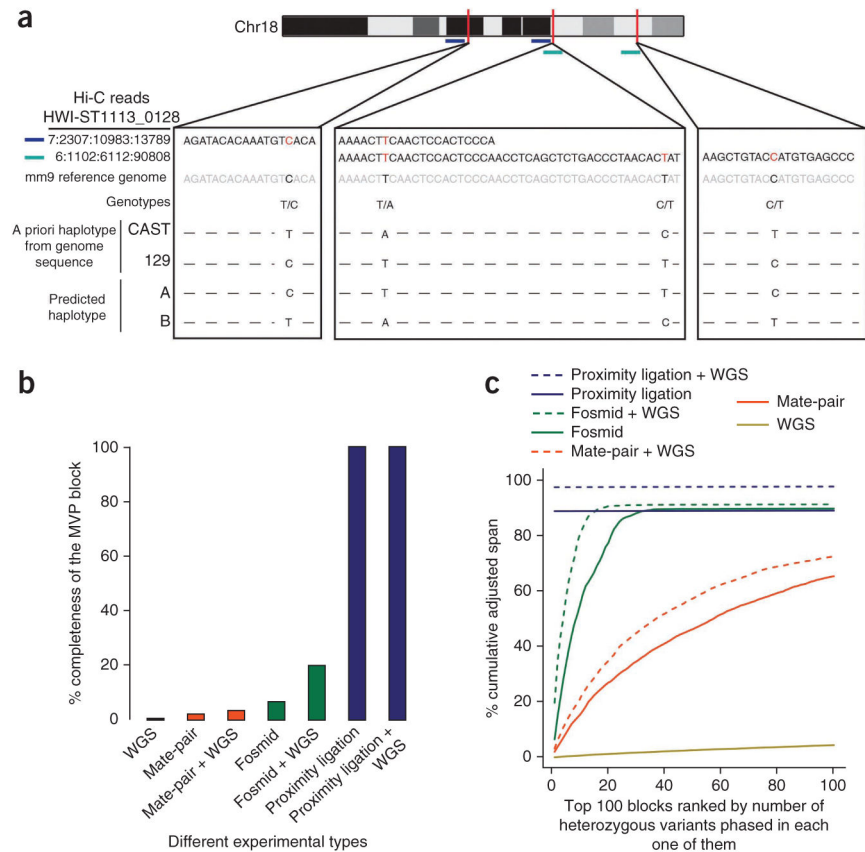 a
Chr18
Hi-C reads
HWI-ST1113_0128
7:2307:10983:13789
6:1102:6112:90808
mm9 reference genome
Genotypes
A priori haplotype
from genome
sequence
CAST
129
Predicted
haplotype
A
B
AGATACACAAATGTCACA
AGATACACAAATGTCACA
T/C
T
C
C
T
AAAACTTCAACTCCACTCCCA
AAAACTTCAACTCCACTCCCAACCTCAGCTCTGACCCTAACACTAT
AAAACTTCAACTCCACTCCCAACCTCAGCTCTGACCCTAACACTAT
T/A C/T
A C
T T
T T
A C
AAGCTGTACCATGTGAGCCC
AAGCTGTACCATGTGAGCCC
C/T
T
C
C
T
b
% completeness of the MVP block
100
80
60
40
20
0
WGS
Mate-pair
Mate-pair + WGS
Fosmid
Fosmid + WGS
Proximity ligation
Proximity ligation +
WGS
Different experimental types
c
Proximity ligation + WGS
Proximity ligation
Fosmid + WGS
Fosmid
Mate-pair + WGS
Mate-pair
WGS
% cumulative adjusted span
100
80
60
40
20
0
0 20 40 60 80 100
Top 100 blocks ranked by number of
heterozygous variants phased in each
one of them